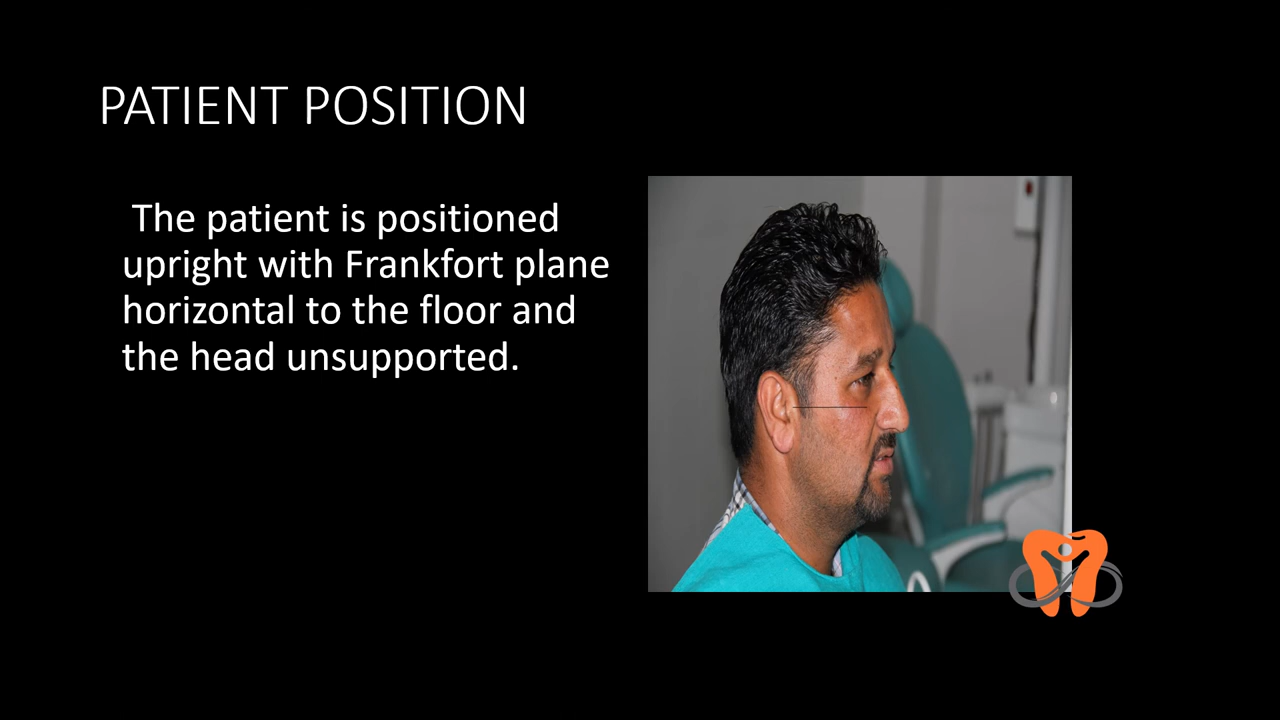 PATIENT POSITION
The patient is positioned
upright with Frankfort plane
horizontal to the floor and
the head unsupported.